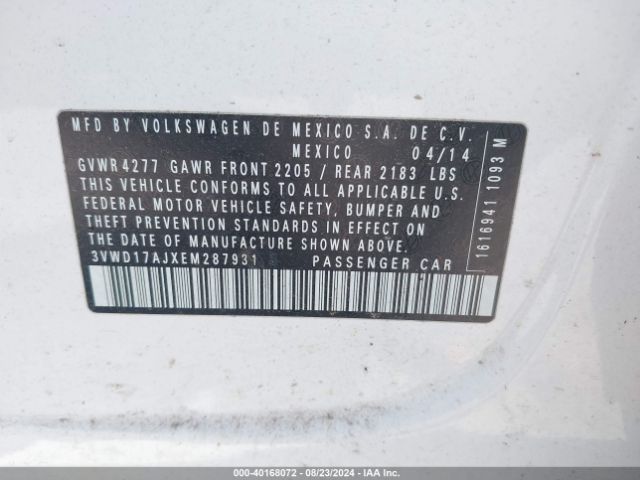 MFD BY VOLKSWAGEN DE MEXICO S.A. DE C.V.
MEXICO 04/14
GVWR 4277 GAWR FRONT 2205 / REAR 2183 LBS
THIS VEHICLE CONFORMS TO ALL APPLICABLE U.S.
FEDERAL MOTOR VEHICLE SAFETY, BUMPER AND
THEFT PREVENTION STANDARDS IN EFFECT ON
THE DATE OF MANUFACTURE SHOWN ABOVE.
3VWD17AJXEM287931 PASSENGER CAR
1616941 1093 M
000-40168072 / 08/23/2024 / IAAI.COM